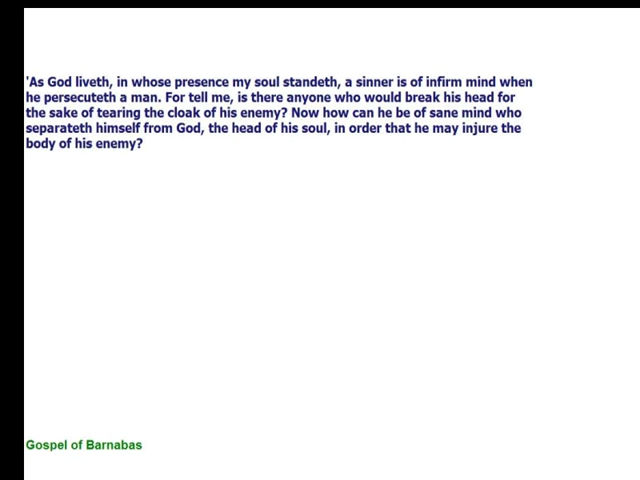 'As God liveth, in whose presence my soul standeth, a sinner is of infirm mind when
he persecuteth a man. For tell me, is there anyone who would break his head for
the sake of tearing the cloak of his enemy? Now how can he be of sane mind who
separateth himself from God, the head of his soul, in order that he may injure the
body of his enemy?
Gospel of Barnabas